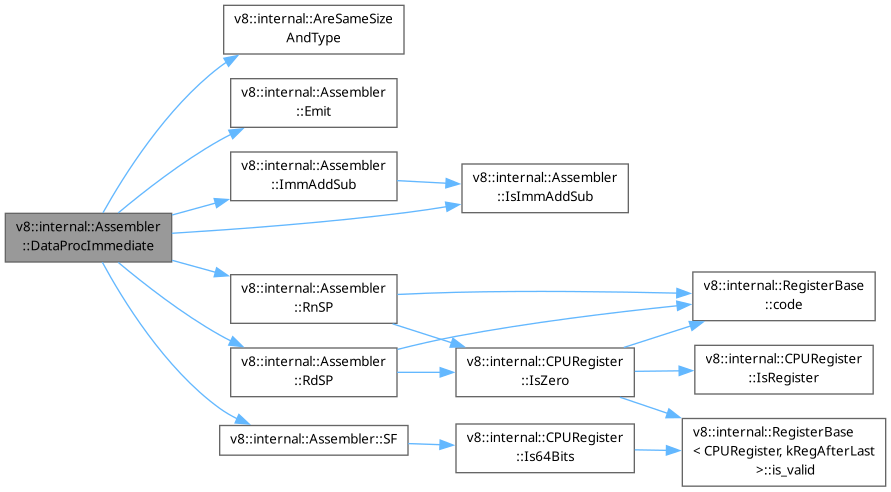 v8::internal::AreSameSize
AndType
v8::internal::Assembler
::Emit
v8::internal::Assembler
::ImmAddSub
v8::internal::Assembler
::IsImmAddSub
v8::internal::Assembler
::DataProcImmediate
v8::internal::Assembler
::RnSP
v8::internal::RegisterBase
::code
v8::internal::Assembler
::RdSP
v8::internal::CPURegister
::IsZero
v8::internal::CPURegister
::IsRegister
v8::internal::Assembler::SF
v8::internal::CPURegister
::Is64Bits
v8::internal::RegisterBase
< CPURegister, kRegAfterLast
>::is_valid